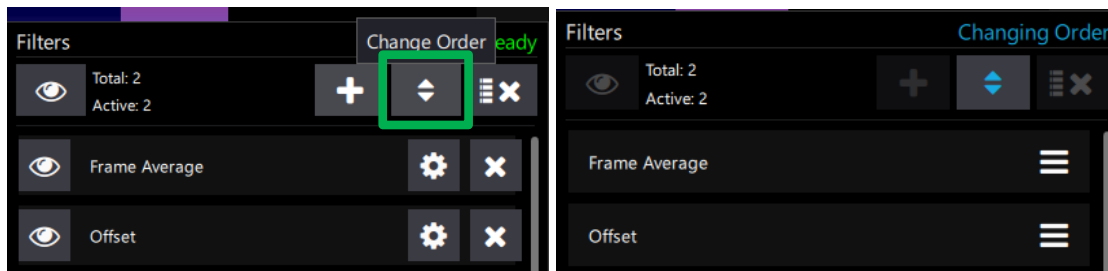 Filters
Change Order
eady
Total: 2
Active: 2
Frame Average
Offset
Filters
Changing Order
Total: 2
Active: 2
Frame Average
Offset